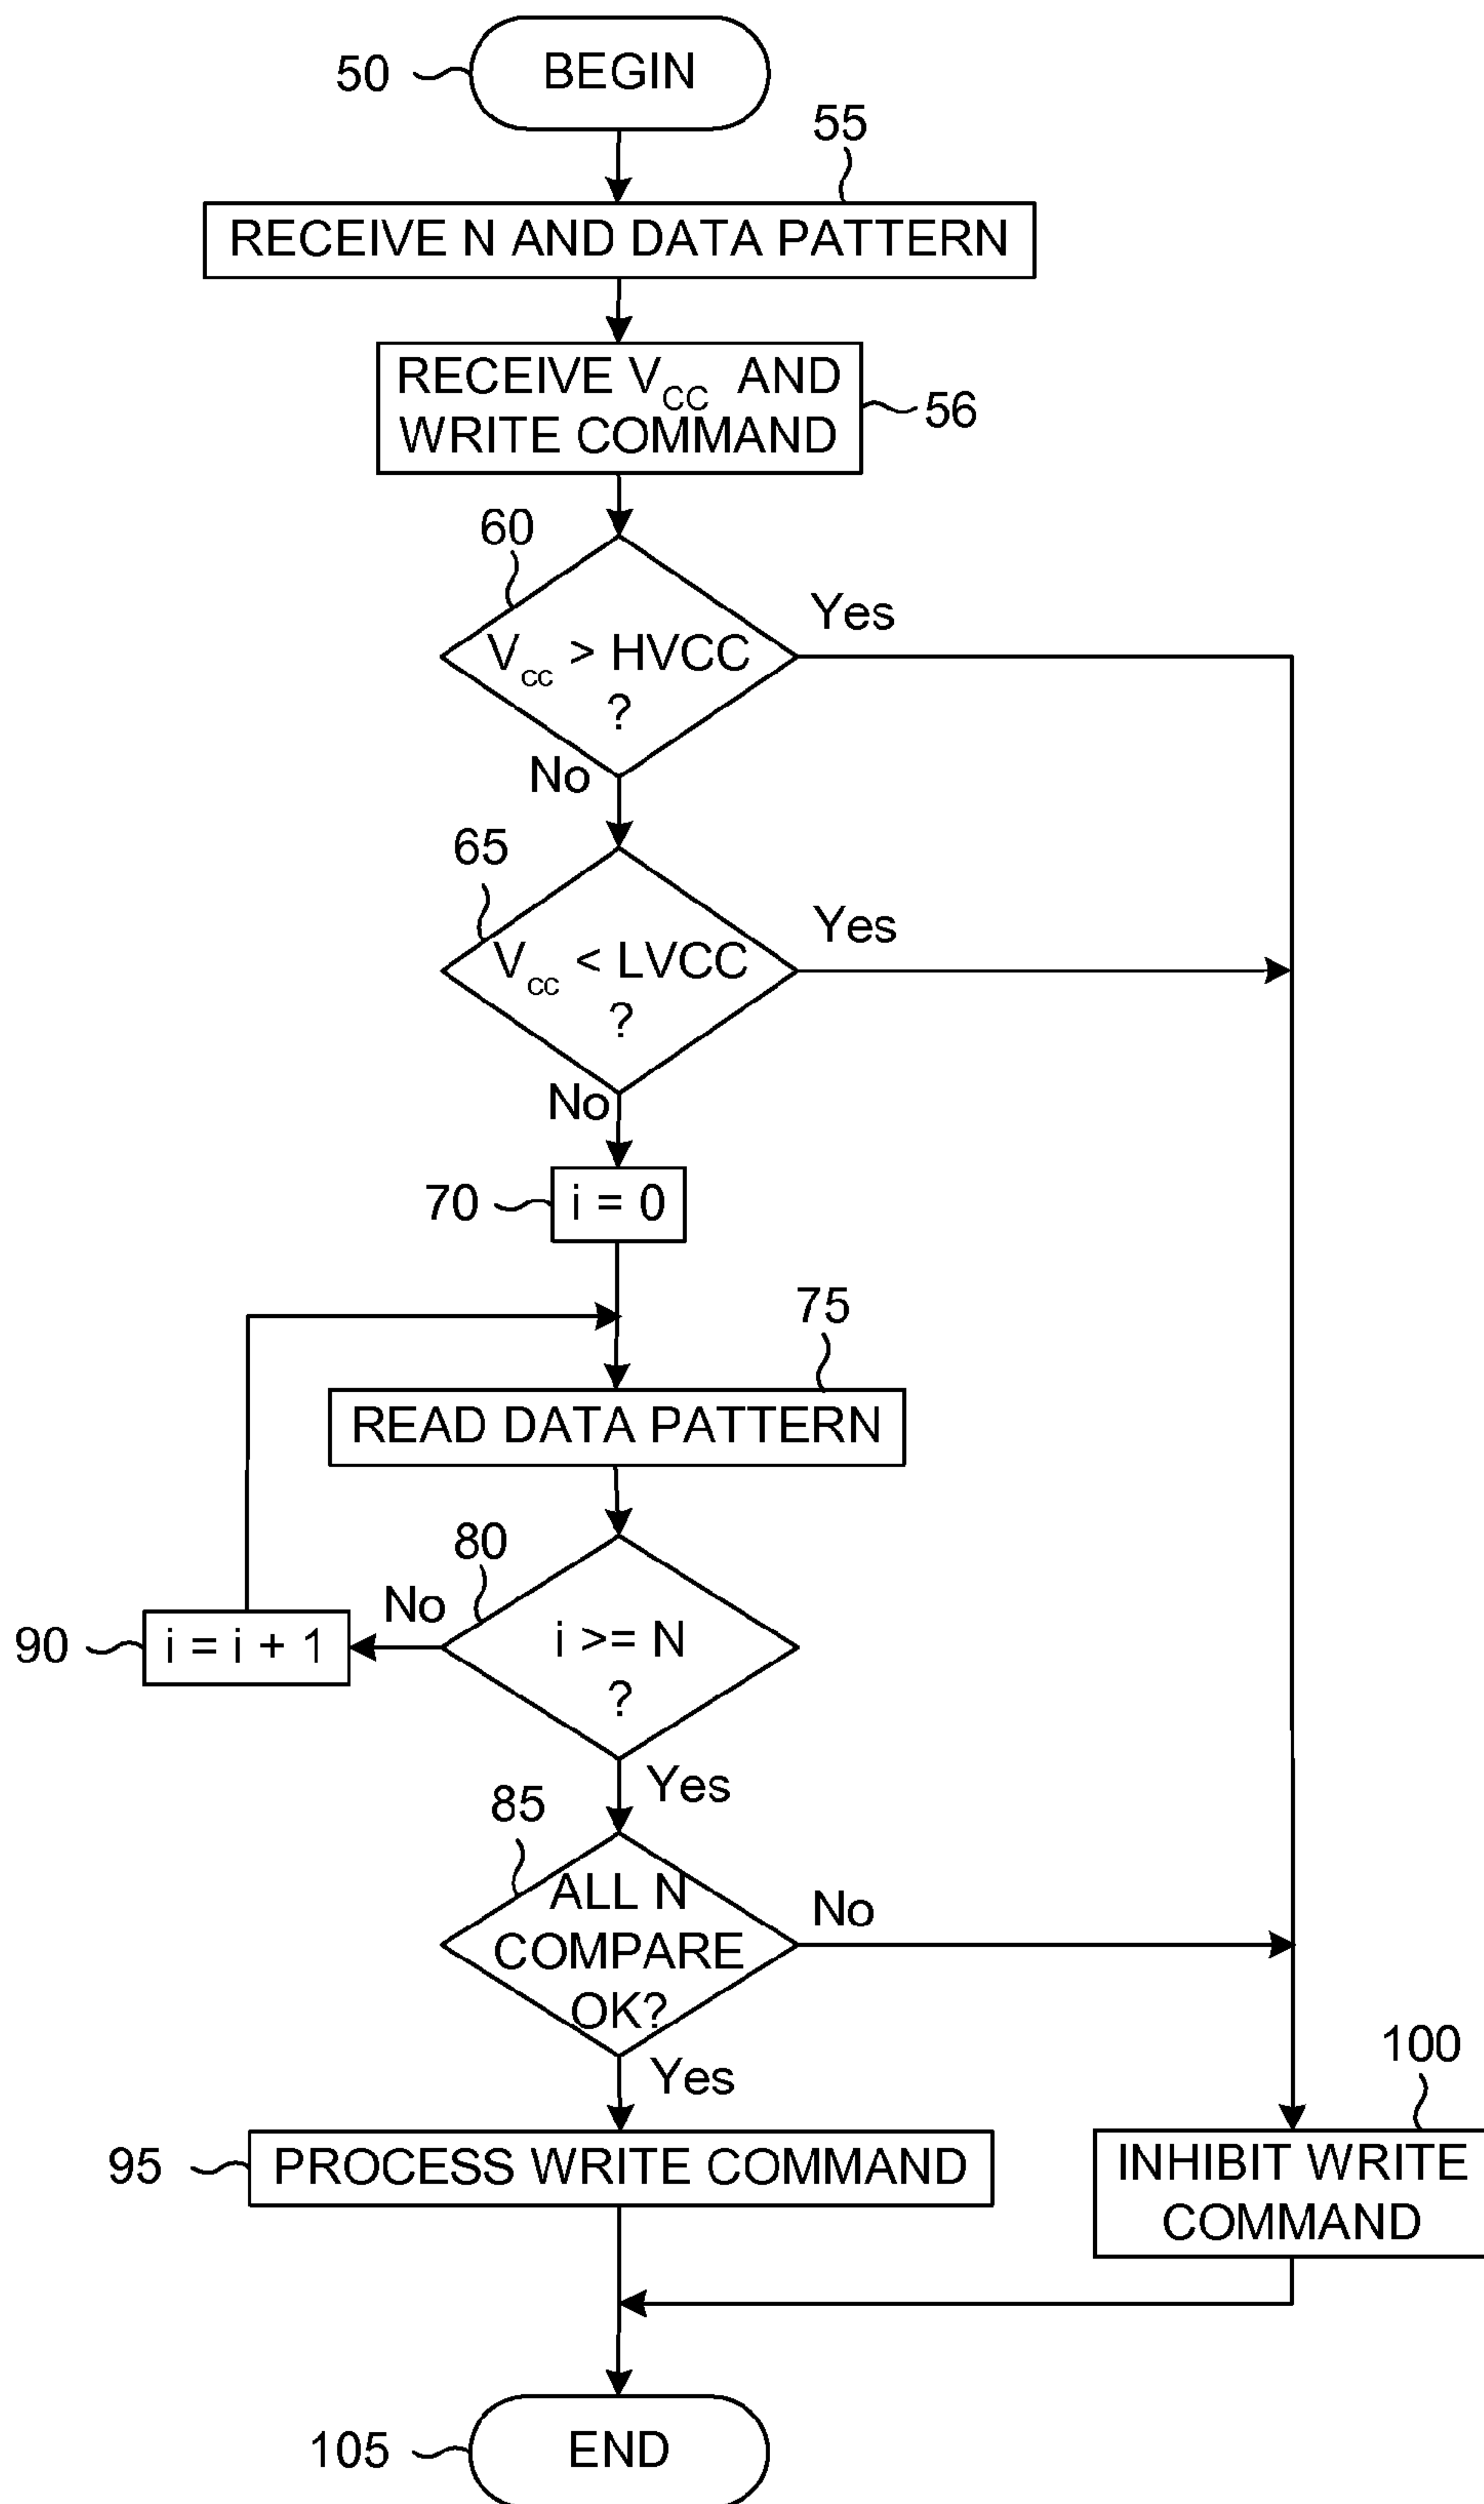 50
BEGIN
55
RECEIVE N AND DATA PATTERN
RECEIVE VCC AND
WRITE COMMAND
56
60
Yes
Vcc > HVCC
?
No
65
Yes
Vcc < LVCC
?
No
70
i = 0
75
READ DATA PATTERN
80
No
90
i = i + 1
i >= N
?
Yes
85
ALL N
COMPARE
OK?
No
Yes
100
95
PROCESS WRITE COMMAND
INHIBIT WRITE
COMMAND
105
END